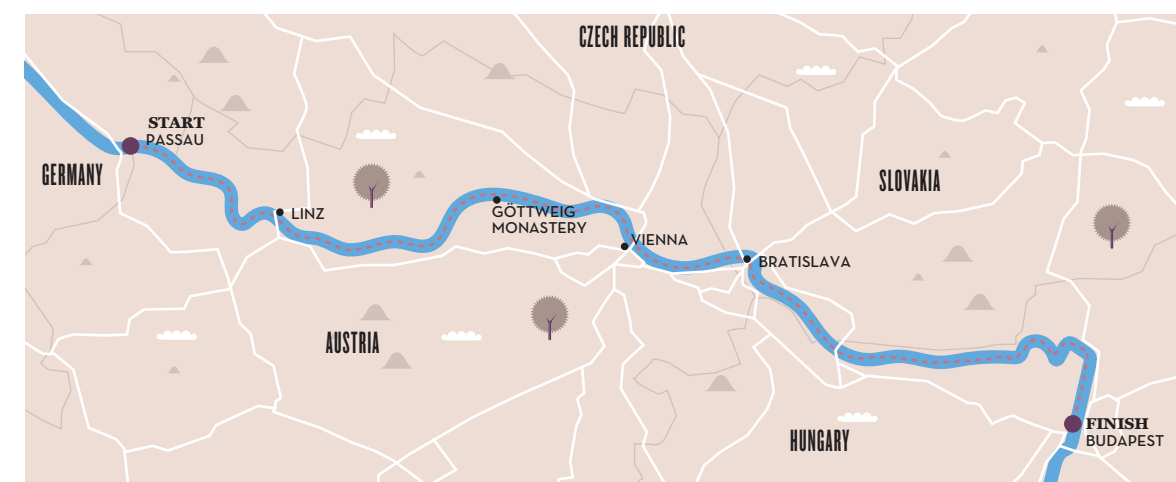 CZECH REPUBLIC
START
PASSAU
GERMANY
SLOVAKIA
LINZ
GÖTTWEIG
MONASTERY
VIENNA
BRATISLAVA
AUSTRIA
FINISH
BUDAPEST
HUNGARY